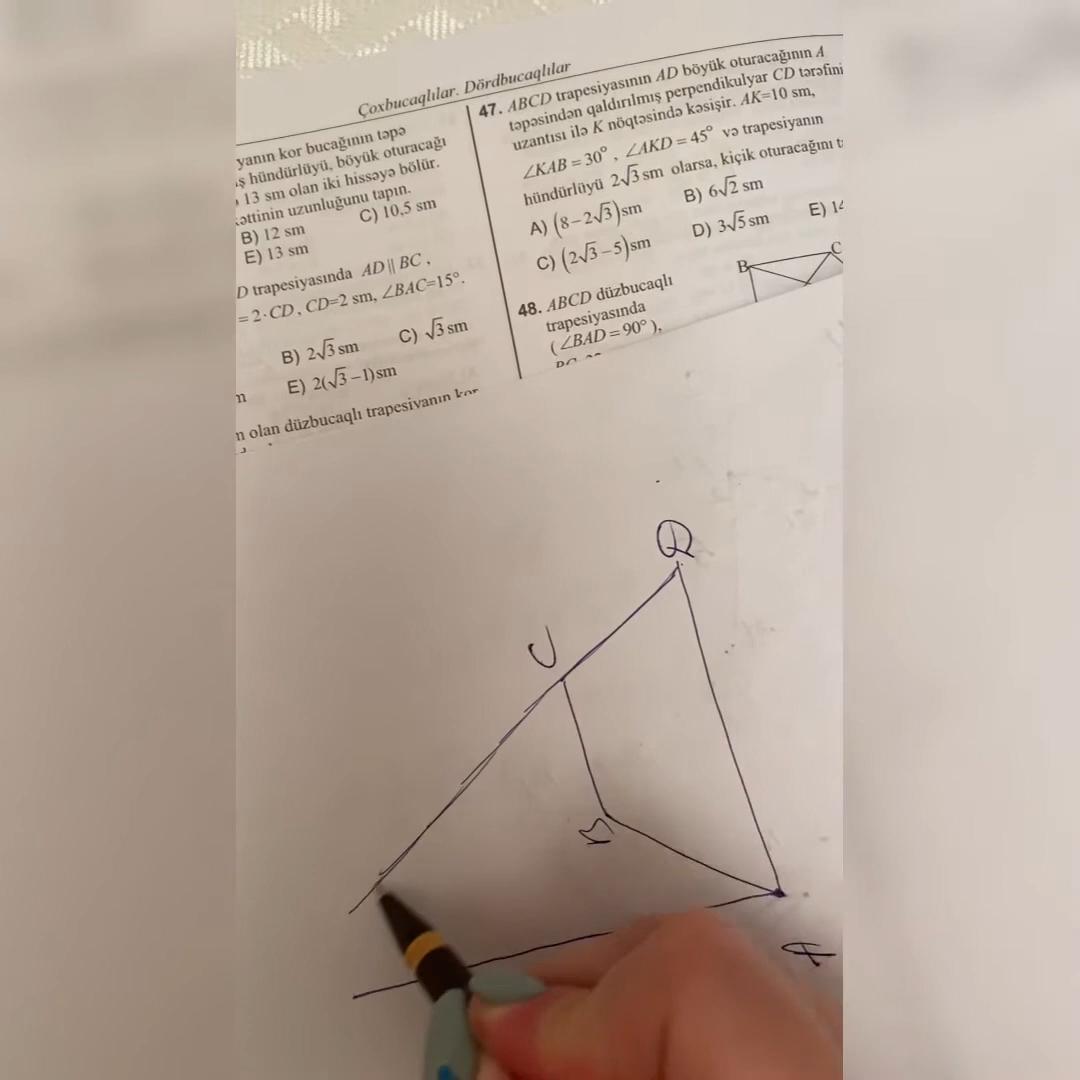 Çoxbucaqlılar. Dördbucaqlılar
yanın kor bucağının təpə
ş hündürlüyü, böyük oturacağı
13 sm olan iki hissəyə bölür.
əttinin uzunluğunu tapın.
B) 12 sm C) 10,5 sm
E) 13 sm
D trapesiyasında AD || BC,
= 2·CD, CD=2 sm, ∠BAC=15°.
B) 2√3 sm C) √3 sm
E) 2(√3−1) sm
n olan düzbucaqlı trapesiyanın kor
47. ABCD trapesiyasının AD böyük oturacağının A
təpəsindən qaldırılmış perpendikulyar CD tərəfini
uzantısı ilə K nöqtəsində kəsişir. AK=10 sm,
∠KAB = 30°, ∠AKD = 45° və trapesiyanın
hündürlüyü 2√3 sm olarsa, kiçik oturacağını t
A) (8−2√3) sm B) 6√2 sm
C) (2√3−5) sm D) 3√5 sm E) 14
48. ABCD düzbucaqlı
trapesiyasında
(∠BAD = 90°),
B C